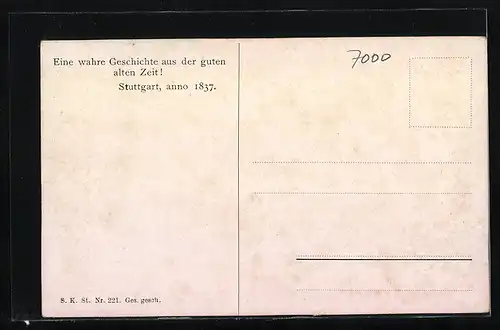 Eine wahre Geschichte aus der guten
alten Zeit!
Stuttgart, anno 1837.
7000
S. K. St. Nr. 221. Ges. gesch.